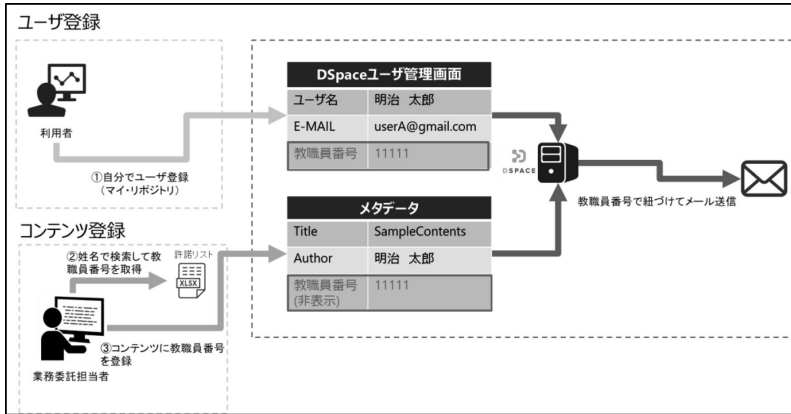 ユーザ登録
利用者
①自分でユーザ登録
(マイ・リポジトリ)
DSpaceユーザ管理画面
ユーザ名 明治 太郎
E-MAIL userA@gmail.com
教職員番号 11111
DSPACE
教職員番号で紐づけてメール送信
コンテンツ登録
②姓名で検索して教
職員番号を取得
許諾リスト
XLSX
③コンテンツに教職員番号
を登録
業務委託担当者
メタデータ
Title SampleContents
Author 明治 太郎
教職員番号 11111
(非表示)